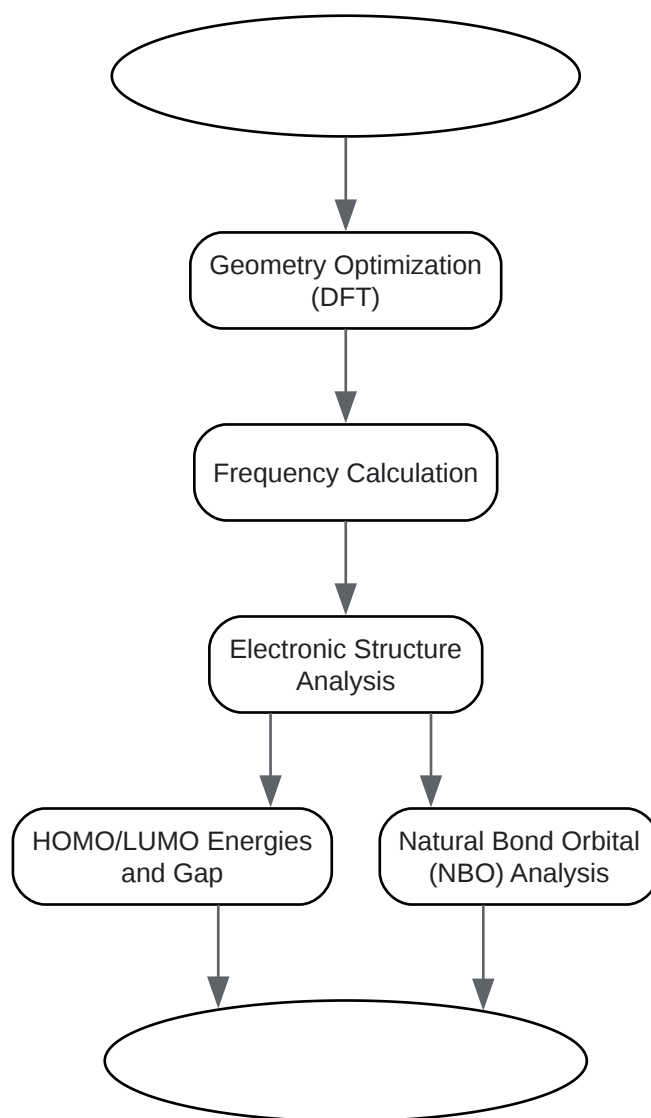 Geometry Optimization
(DFT)
Frequency Calculation
Electronic Structure
Analysis
HOMO/LUMO Energies
and Gap
Natural Bond Orbital
(NBO) Analysis